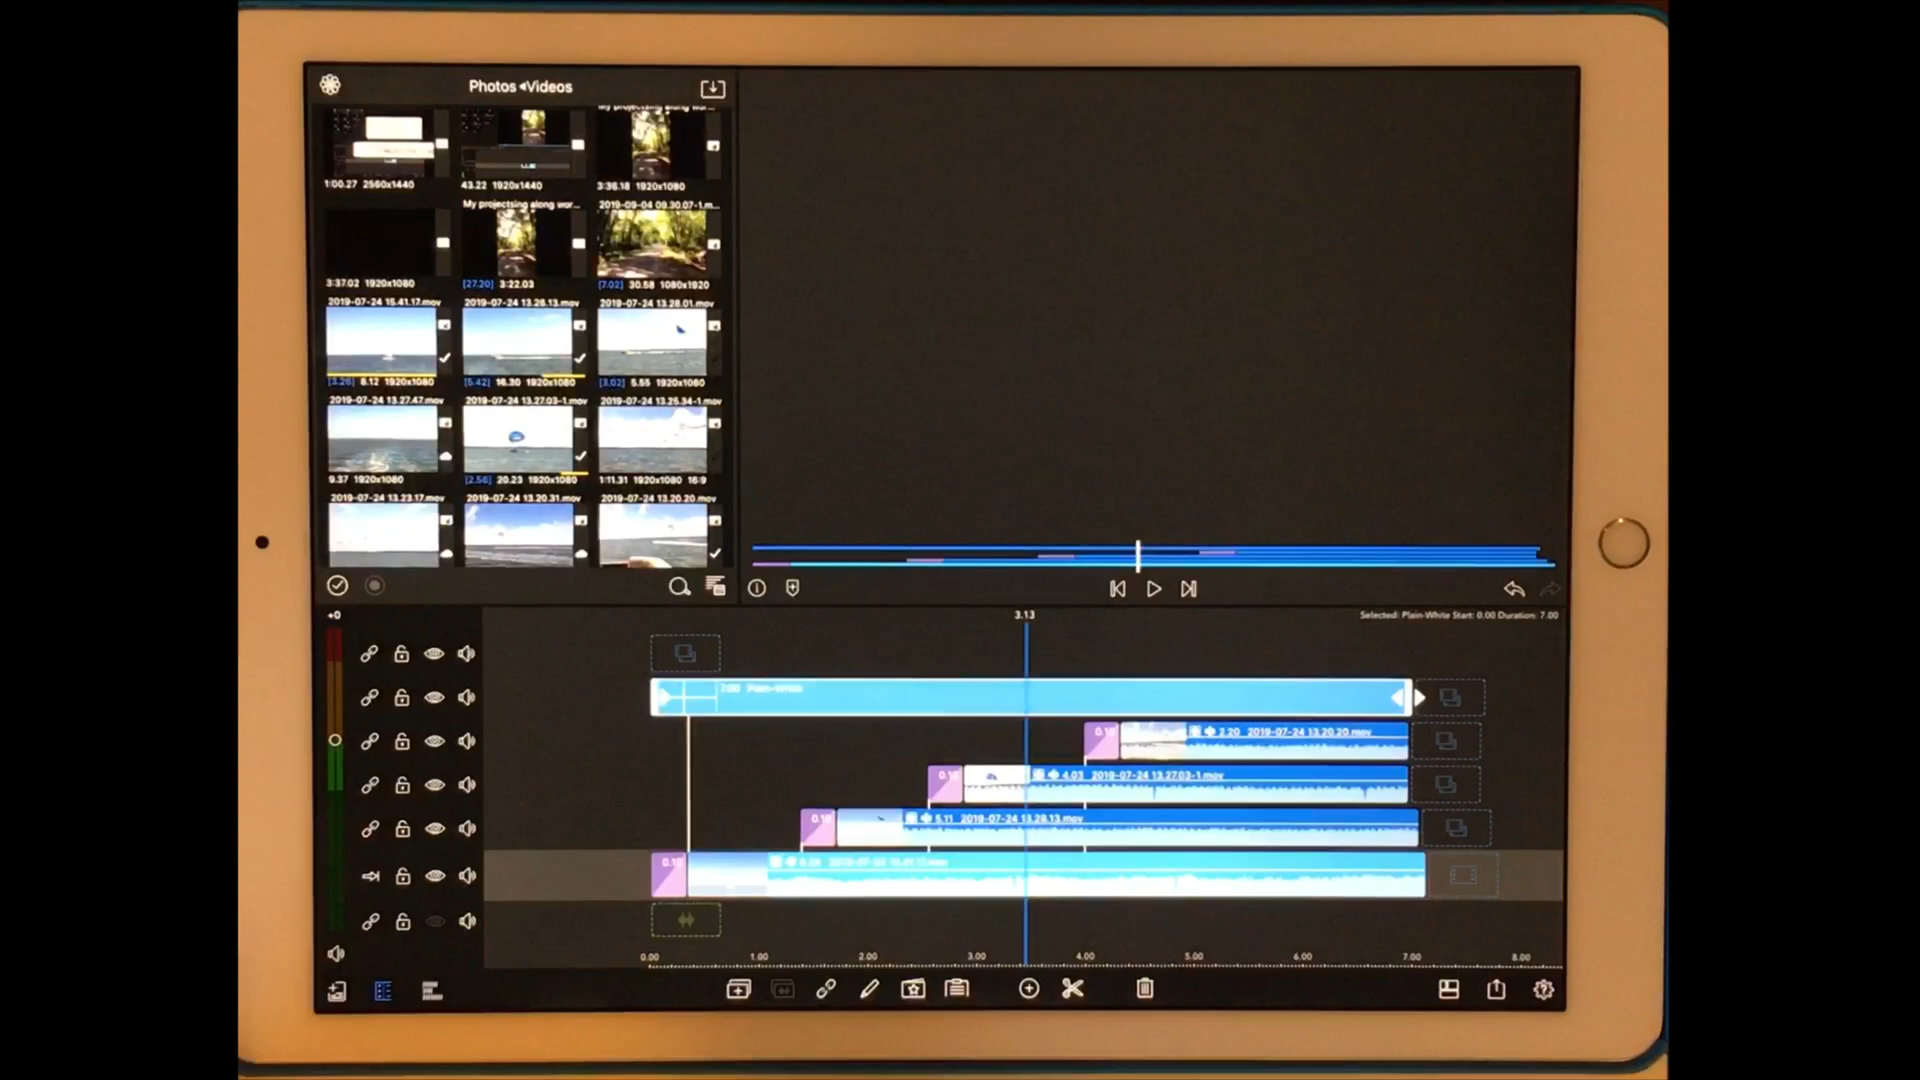 Photos ◂Videos
1:00.27 2560x1440
43.22 1920x1440
3:36.18 1920x1080
My projectsing along wor...
2019-09-04 09.30.07-1.m...
3:37.02 1920x1080
[27.20] 3:22.03
[7.02] 30.58 1080x1920
2019-07-24 15.41.17.mov
2019-07-24 13.28.13.mov
2019-07-24 13.28.01.mov
[3.26] 8.12 1920x1080
[5.42] 16.30 1920x1080
[3.02] 5.55 1920x1080
2019-07-24 13.27.47.mov
2019-07-24 13.27.03-1.mov
2019-07-24 13.25.34-1.mov
9.37 1920x1080
[2.56] 20.23 1920x1080
1:11.31 1920x1080 16:9
2019-07-24 13.23.17.mov
2019-07-24 13.20.31.mov
2019-07-24 13.20.20.mov
+0
3.13
Selected: Plain-White Start: 0.00 Duration: 7.00
7.00 Plain-White
2.20 2019-07-24 13.20.20.mov
4.03 2019-07-24 13.27.03-1.mov
5.11 2019-07-24 13.28.13.mov
0.10
0.00 1.00 2.00 3.00 4.00 5.00 6.00 7.00 8.00